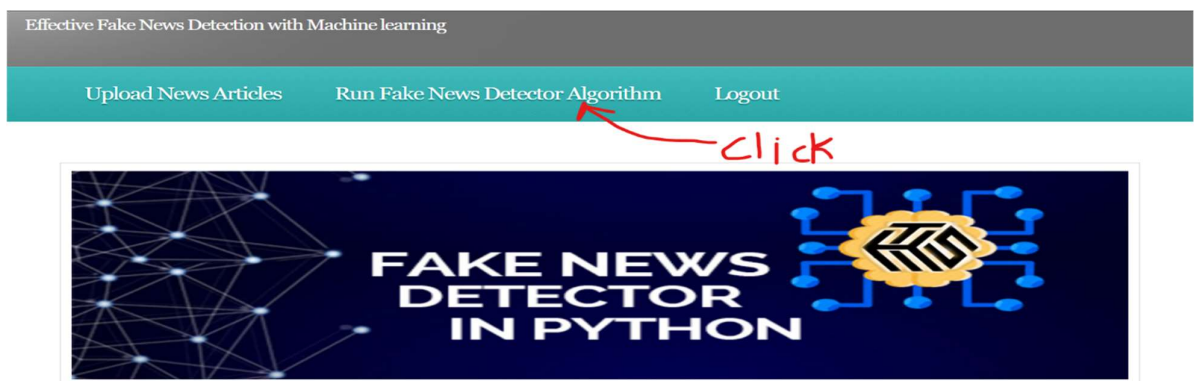 Effective Fake News Detection with Machine learning
Upload News Articles Run Fake News Detector Algorithm Logout
click
FAKE NEWS
DETECTOR
IN PYTHON